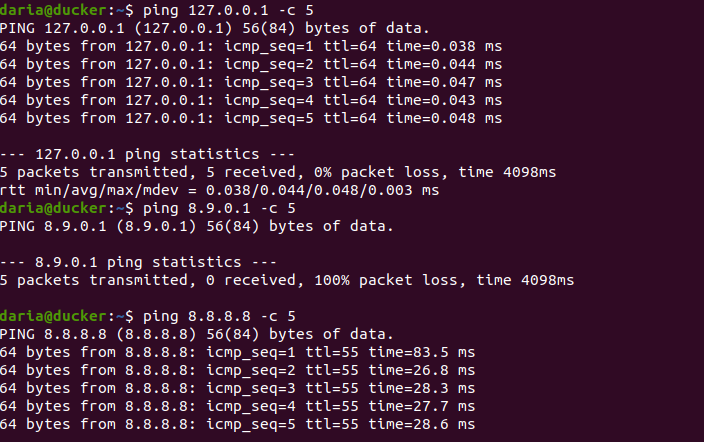 daria@ducker:~$ ping 127.0.0.1 -c 5
PING 127.0.0.1 (127.0.0.1) 56(84) bytes of data.
64 bytes from 127.0.0.1: icmp_seq=1 ttl=64 time=0.038 ms
64 bytes from 127.0.0.1: icmp_seq=2 ttl=64 time=0.044 ms
64 bytes from 127.0.0.1: icmp_seq=3 ttl=64 time=0.047 ms
64 bytes from 127.0.0.1: icmp_seq=4 ttl=64 time=0.043 ms
64 bytes from 127.0.0.1: icmp_seq=5 ttl=64 time=0.048 ms
--- 127.0.0.1 ping statistics ---
5 packets transmitted, 5 received, 0% packet loss, time 4098ms
rtt min/avg/max/mdev = 0.038/0.044/0.048/0.003 ms
daria@ducker:~$ ping 8.9.0.1 -c 5
PING 8.9.0.1 (8.9.0.1) 56(84) bytes of data.
--- 8.9.0.1 ping statistics ---
5 packets transmitted, 0 received, 100% packet loss, time 4098ms
daria@ducker:~$ ping 8.8.8.8 -c 5
PING 8.8.8.8 (8.8.8.8) 56(84) bytes of data.
64 bytes from 8.8.8.8: icmp_seq=1 ttl=55 time=83.5 ms
64 bytes from 8.8.8.8: icmp_seq=2 ttl=55 time=26.8 ms
64 bytes from 8.8.8.8: icmp_seq=3 ttl=55 time=28.3 ms
64 bytes from 8.8.8.8: icmp_seq=4 ttl=55 time=27.7 ms
64 bytes from 8.8.8.8: icmp_seq=5 ttl=55 time=28.6 ms